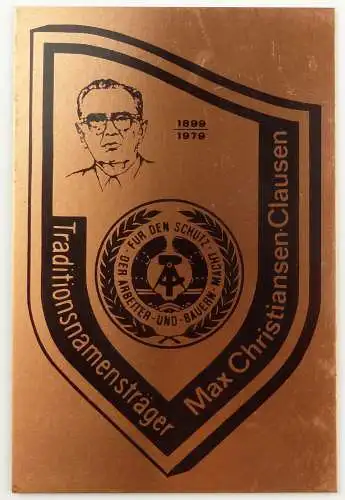 1899
1979
Traditionsnamensträger
Max Christiansen-Clausen
· FÜR DEN SCHUTZ ·
DER ARBEITER-UND-BAUERN MACHT